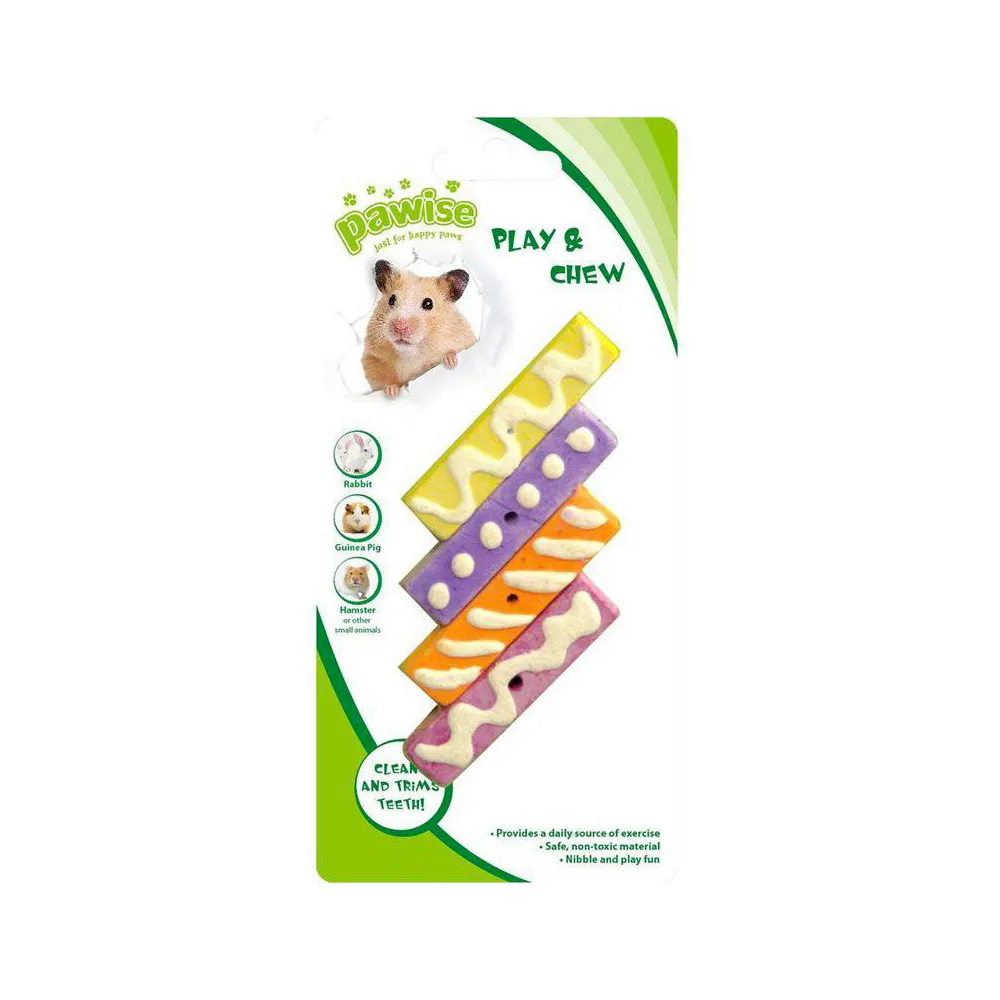 pawise
just for happy paws
PLAY &
CHEW
Rabbit
Guinea Pig
Hamster
or other
small animals
CLEAN
AND TRIMS
TEETH!
• Provides a daily source of exercise
• Safe, non-toxic material
• Nibble and play fun